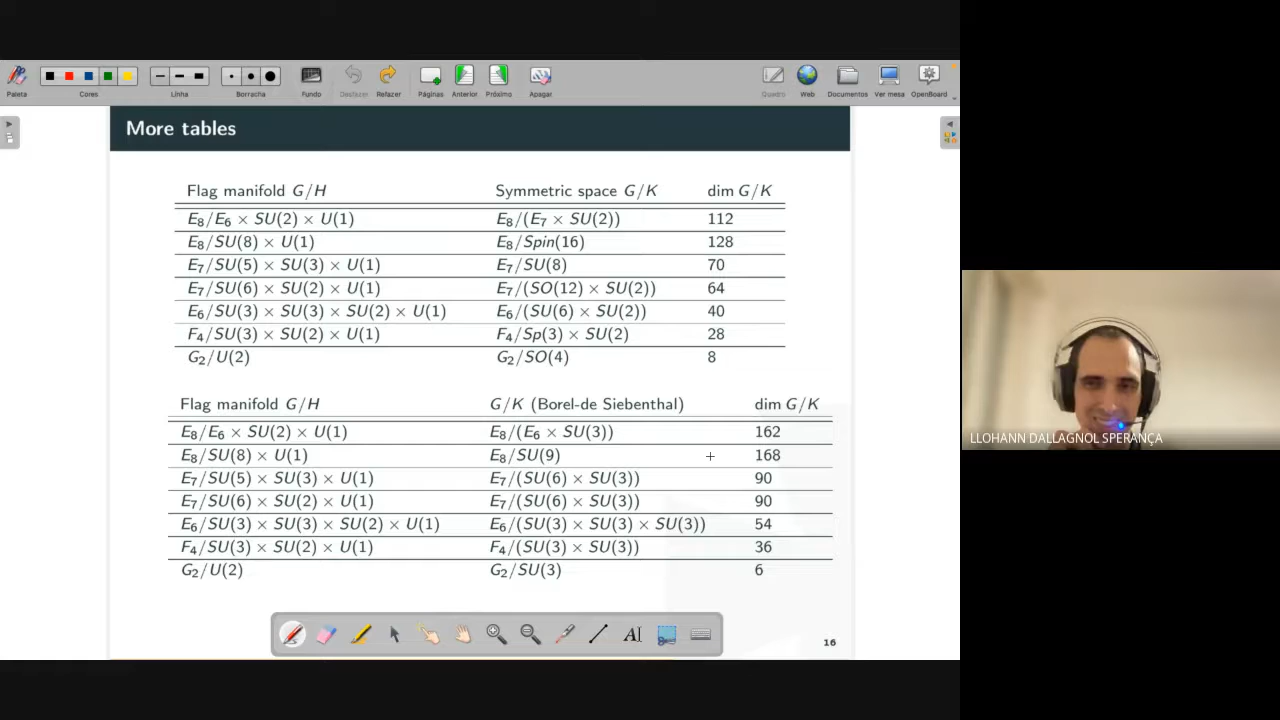 Paleta Cores Linha Borracha Fundo Desfazer Refazer Páginas Anterior Próximo Apagar Quadro Web Documentos Ver mesa OpenBoard
More tables
Flag manifold G/H Symmetric space G/K dim G/K
E₈/E₆ × SU(2) × U(1) E₈/(E₇ × SU(2)) 112
E₈/SU(8) × U(1) E₈/Spin(16) 128
E₇/SU(5) × SU(3) × U(1) E₇/SU(8) 70
E₇/SU(6) × SU(2) × U(1) E₇/(SO(12) × SU(2)) 64
E₆/SU(3) × SU(3) × SU(2) × U(1) E₆/(SU(6) × SU(2)) 40
F₄/SU(3) × SU(2) × U(1) F₄/Sp(3) × SU(2) 28
G₂/U(2) G₂/SO(4) 8
Flag manifold G/H G/K (Borel-de Siebenthal) dim G/K
E₈/E₆ × SU(2) × U(1) E₈/(E₆ × SU(3)) 162
E₈/SU(8) × U(1) E₈/SU(9) 168
E₇/SU(5) × SU(3) × U(1) E₇/(SU(6) × SU(3)) 90
E₇/SU(6) × SU(2) × U(1) E₇/(SU(6) × SU(3)) 90
E₆/SU(3) × SU(3) × SU(2) × U(1) E₆/(SU(3) × SU(3) × SU(3)) 54
F₄/SU(3) × SU(2) × U(1) F₄/(SU(3) × SU(3)) 36
G₂/U(2) G₂/SU(3) 6
AI
16
LLOHANN DALLAGNOL SPERANÇA